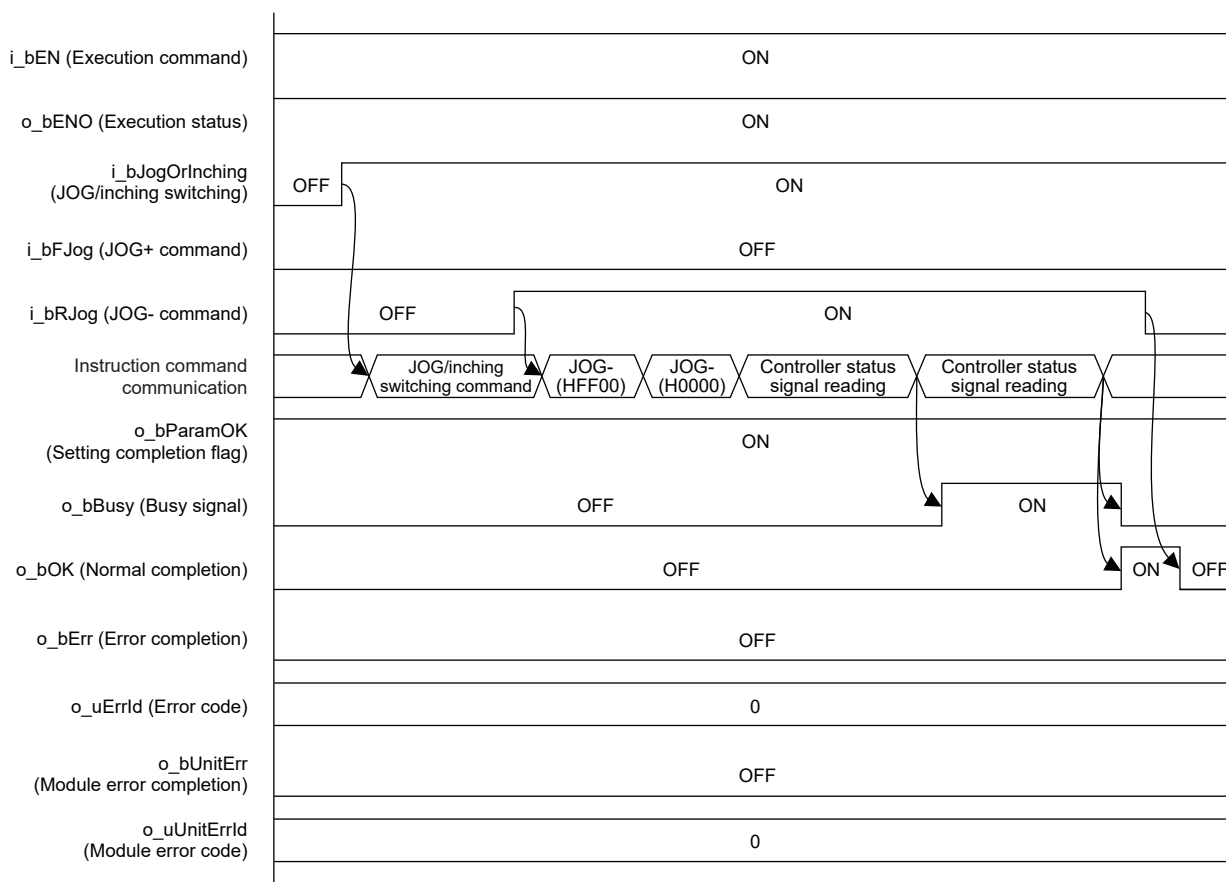 i_bEN (Execution command)
ON
o_bENO (Execution status)
ON
i_bJogOrInching
(JOG/inching switching)
OFF
ON
i_bFJog (JOG+ command)
OFF
i_bRJog (JOG- command)
OFF
ON
Instruction command
communication
JOG/inching
switching command
JOG-
(HFF00)
JOG-
(H0000)
Controller status
signal reading
Controller status
signal reading
o_bParamOK
(Setting completion flag)
ON
o_bBusy (Busy signal)
OFF
ON
o_bOK (Normal completion)
OFF
ON
OFF
o_bErr (Error completion)
OFF
o_uErrId (Error code)
0
o_bUnitErr
(Module error completion)
OFF
o_uUnitErrId
(Module error code)
0